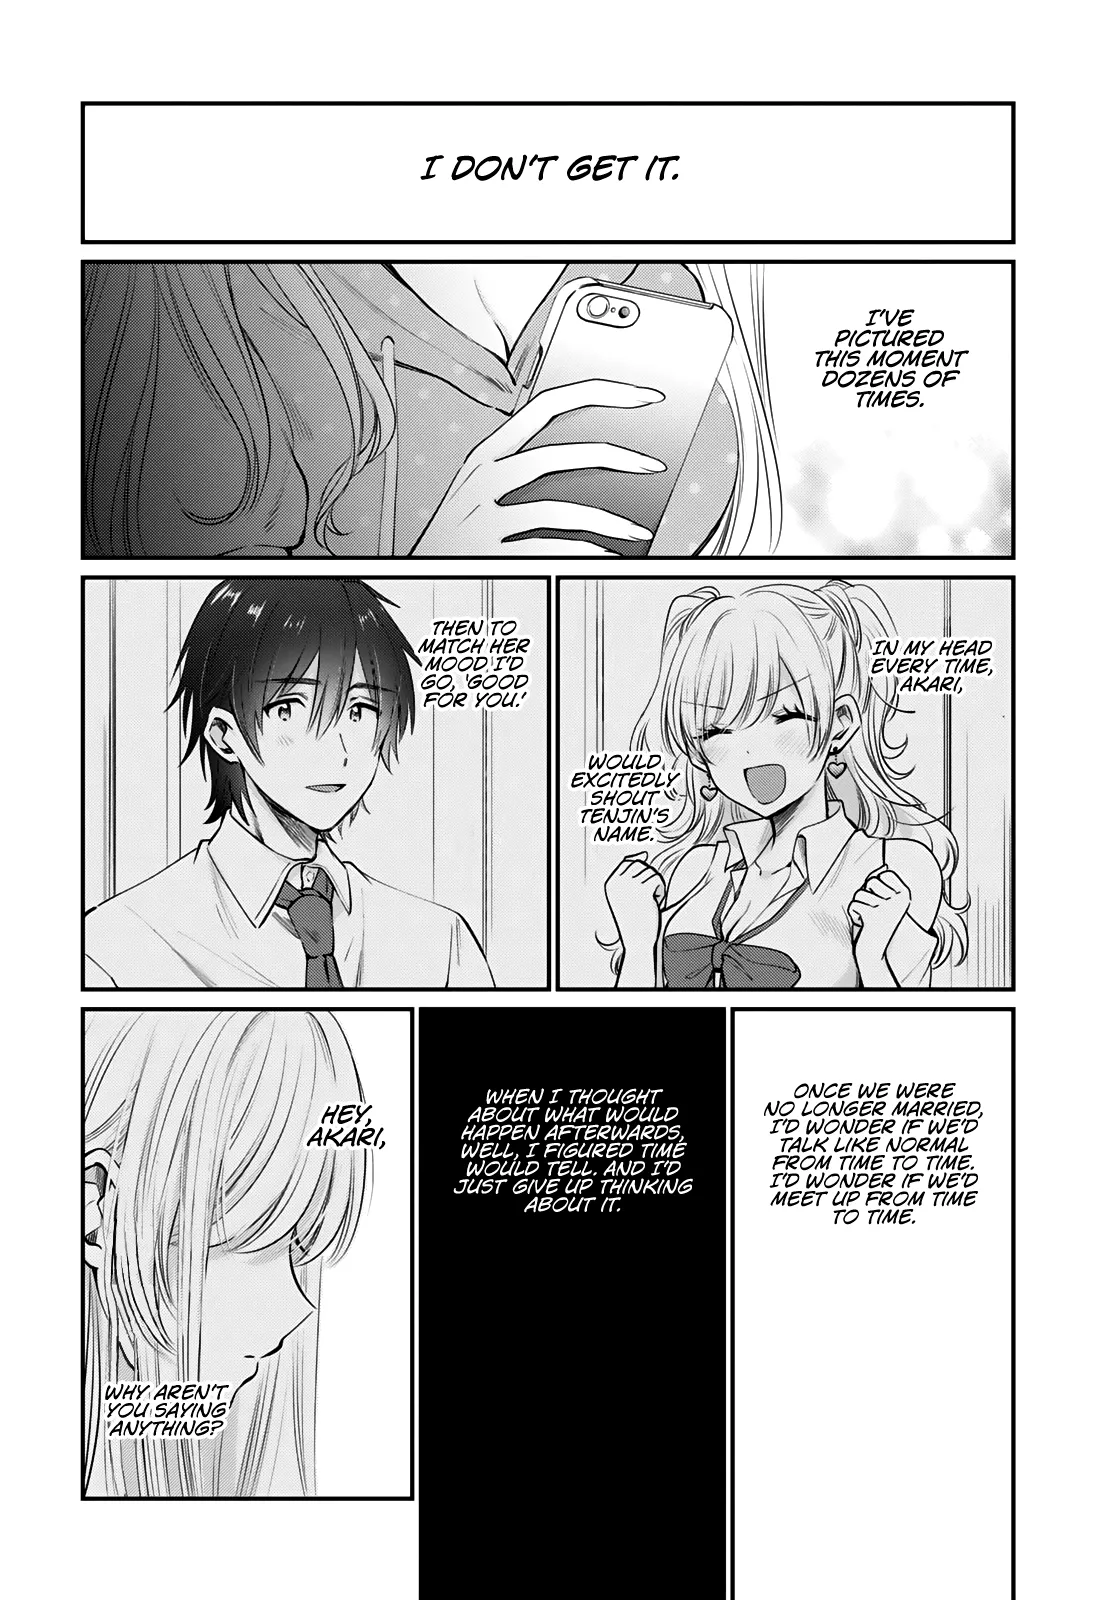 I DON'T GET IT.
I'VE
PICTURED
THIS MOMENT
DOZENS OF
TIMES.
IN MY HEAD
EVERY TIME,
AKARI,
WOULD
EXCITEDLY
SHOUT
TENJIN'S
NAME.
THEN TO
MATCH HER
MOOD I'D
GO, 'GOOD
FOR YOU.'
ONCE WE WERE
NO LONGER MARRIED,
I'D WONDER IF WE'D
TALK LIKE NORMAL
FROM TIME TO TIME.
I'D WONDER IF WE'D
MEET UP FROM TIME
TO TIME.
WHEN I THOUGHT
ABOUT WHAT WOULD
HAPPEN AFTERWARDS,
WELL, I FIGURED TIME
WOULD TELL. AND I'D
JUST GIVE UP THINKING
ABOUT IT.
HEY,
AKARI,
WHY AREN'T
YOU SAYING
ANYTHING?